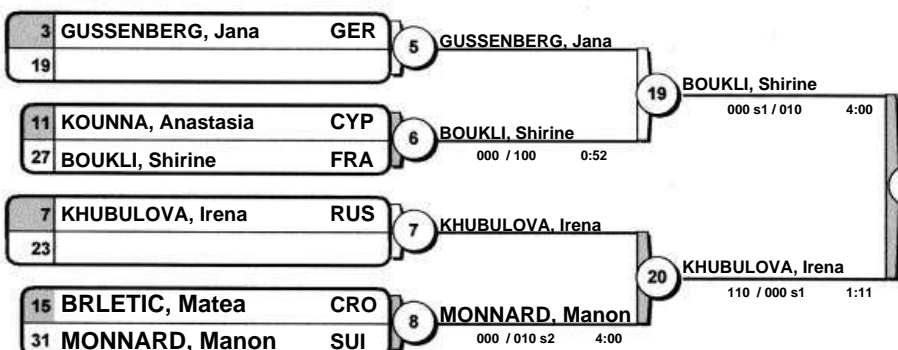 3 GUSSENBERG, Jana GER
19
5
GUSSENBERG, Jana
11 KOUNNA, Anastasia CYP
27 BOUKLI, Shirine FRA
6
BOUKLI, Shirine
000 / 100 0:52
19
BOUKLI, Shirine
000 s1 / 010 4:00
7 KHUBULOVA, Irena RUS
23
7
KHUBULOVA, Irena
15 BRLETIC, Matea CRO
31 MONNARD, Manon SUI
8
MONNARD, Manon
000 / 010 s2 4:00
20
KHUBULOVA, Irena
110 / 000 s1 1:11